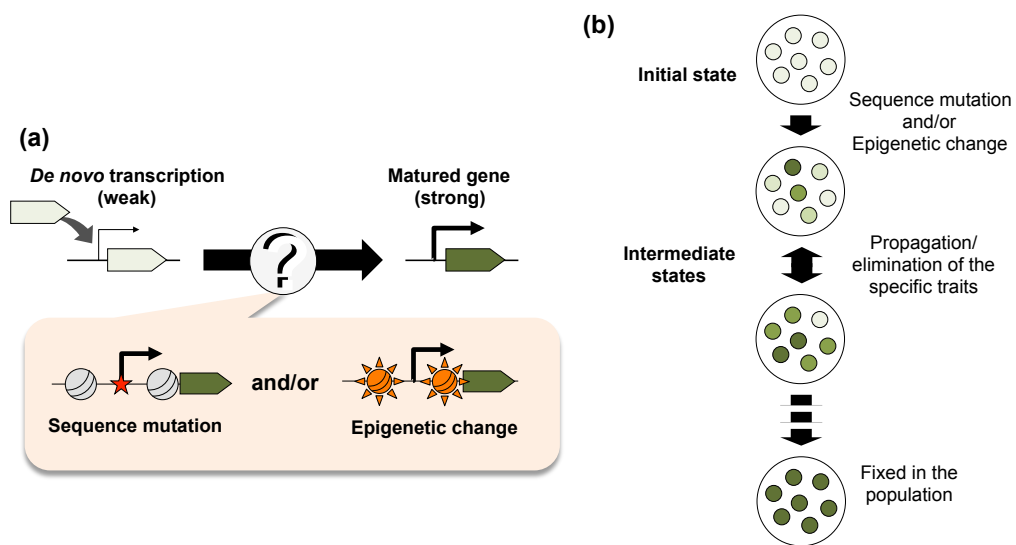 (a)
De novo transcription
(weak)
Matured gene
(strong)
?
Sequence mutation
and/or
Epigenetic change
(b)
Initial state
Sequence mutation
and/or
Epigenetic change
Intermediate
states
Propagation/
elimination of the
specific traits
Fixed in the
population